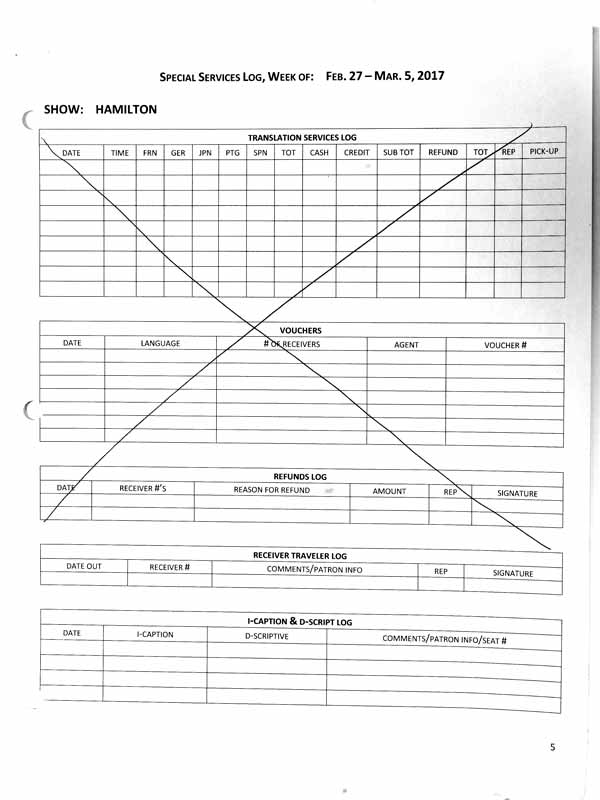 SPECIAL SERVICES LOG, WEEK OF: FEB. 27 – MAR. 5, 2017
SHOW: HAMILTON
TRANSLATION SERVICES LOG
DATE TIME FRN GER JPN PTG SPN TOT CASH CREDIT SUB TOT REFUND TOT REP PICK-UP
VOUCHERS
DATE LANGUAGE # OF RECEIVERS AGENT VOUCHER #
REFUNDS LOG
DATE RECEIVER #'S REASON FOR REFUND AMOUNT REP SIGNATURE
RECEIVER TRAVELER LOG
DATE OUT RECEIVER # COMMENTS/PATRON INFO REP SIGNATURE
I-CAPTION & D-SCRIPT LOG
DATE I-CAPTION D-SCRIPTIVE COMMENTS/PATRON INFO/SEAT #
5